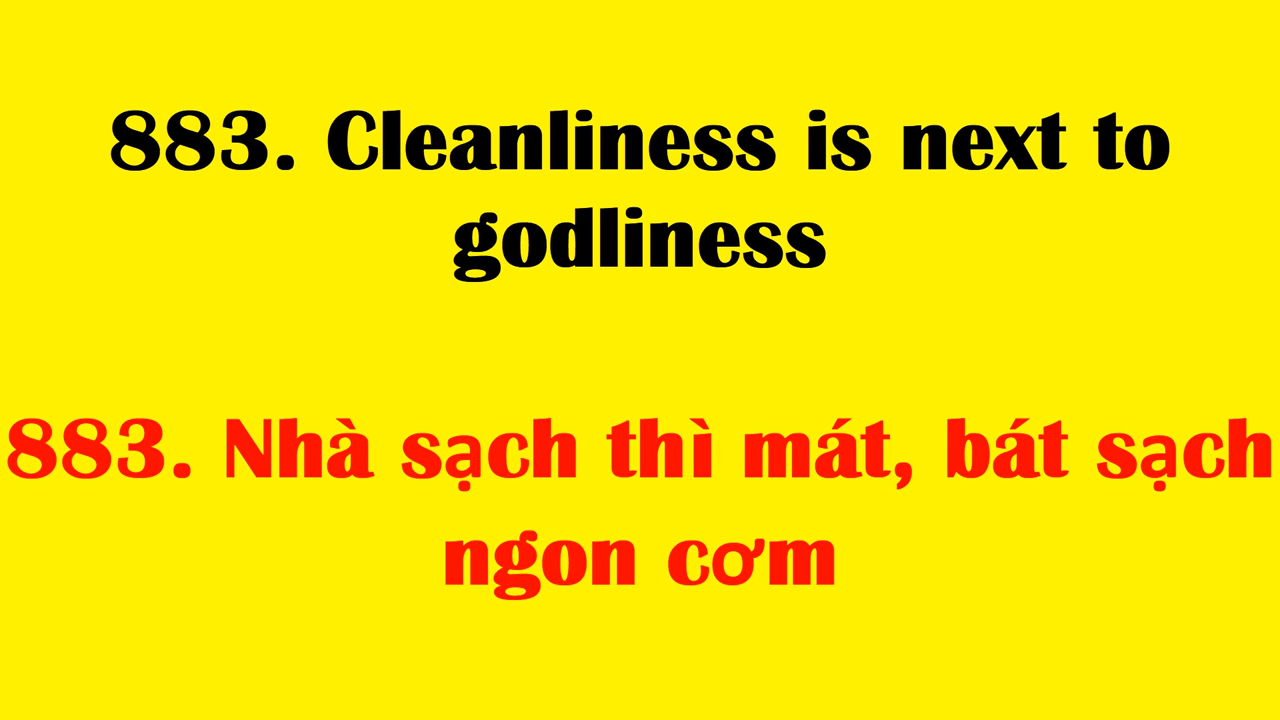 883. Cleanliness is next to
godliness
883. Nhà sạch thì mát, bát sạch
ngon cơm